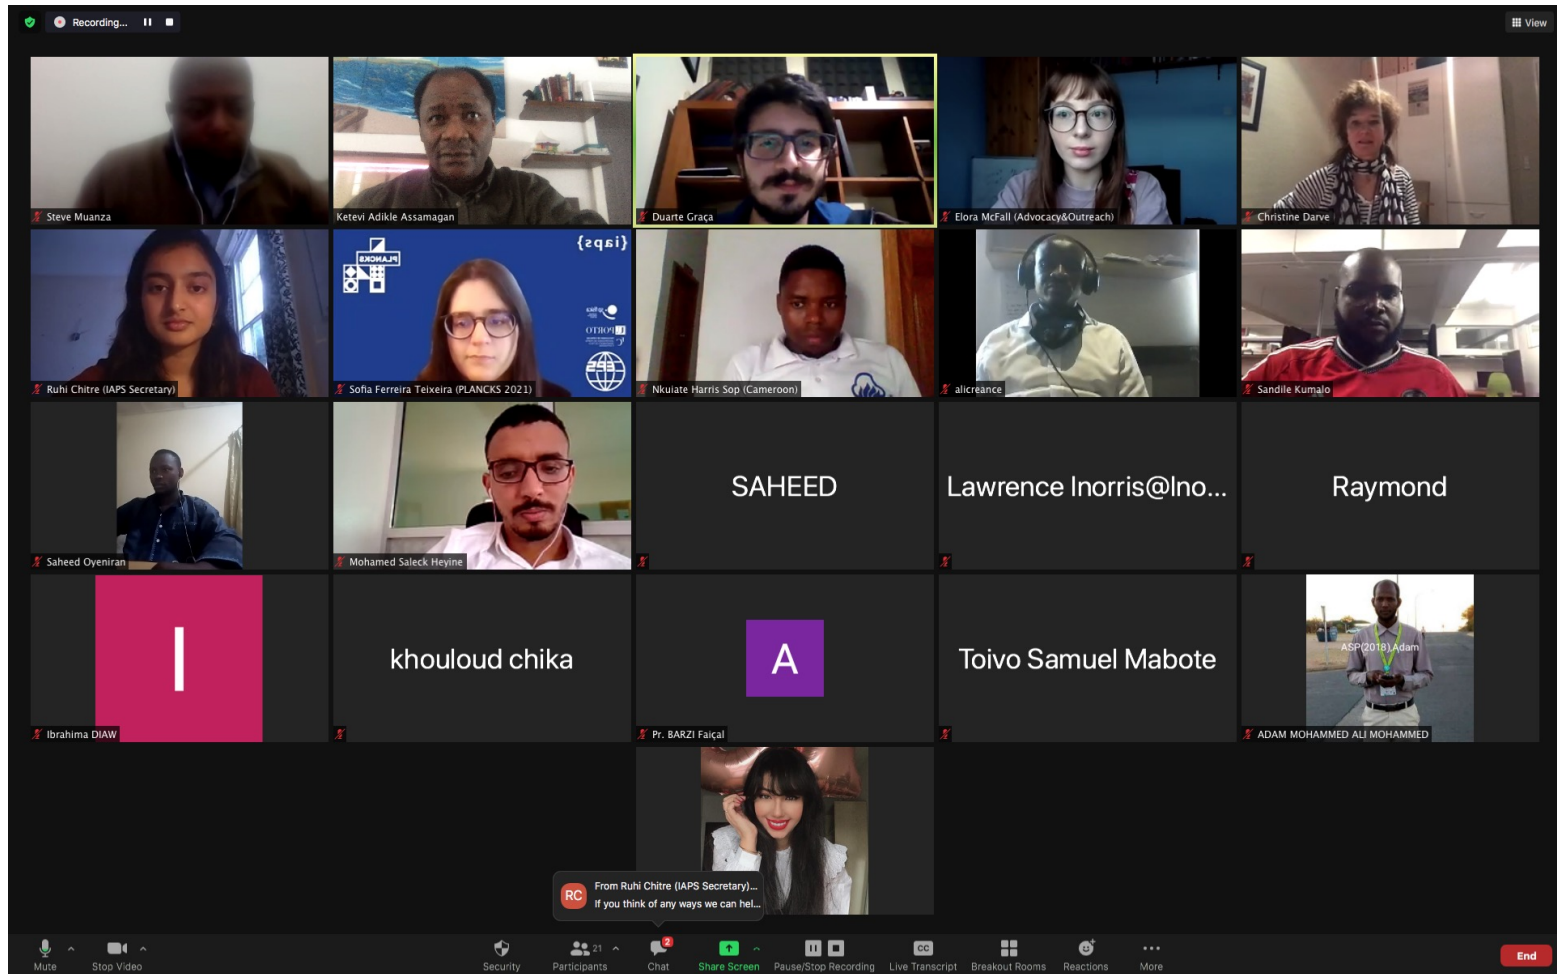 Recording...
View
Steve Muanza
Ketevi Adikle Assamagan
Duarte Graça
Elora McFall (Advocacy&Outreach)
Christine Darve
{iaps}
PLANCKS
PORTO
EPS
Ruhi Chitre (IAPS Secretary)
Sofia Ferreira Teixeira (PLANCKS 2021)
Nkuiate Harris Sop (Cameroon)
alicreance
Sandile Kumalo
SAHEED
Lawrence lnorris@lno...
Raymond
Saheed Oyeniran
Mohamed Saleck Heyine
I
khouloud chika
A
Toivo Samuel Mabote
ASP(2018),Adam
Ibrahima DIAW
Pr. BARZI Faiçal
ADAM MOHAMMED ALI MOHAMMED
RC
From Ruhi Chitre (IAPS Secretary)...
If you think of any ways we can hel...
Mute
Stop Video
Security
21
Participants
2
Chat
Share Screen
Pause/Stop Recording
CC
Live Transcript
Breakout Rooms
Reactions
More
End